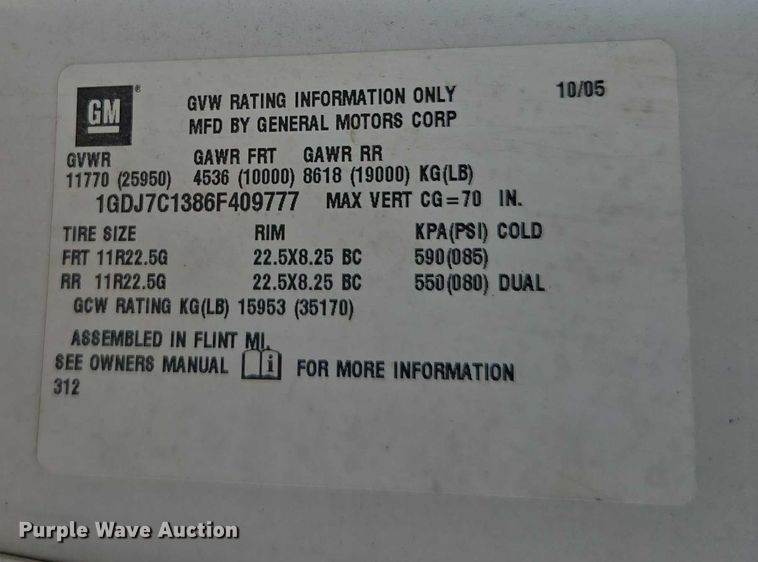 GM ®
GVW RATING INFORMATION ONLY 10/05
MFD BY GENERAL MOTORS CORP
GVWR GAWR FRT GAWR RR
11770 (25950) 4536 (10000) 8618 (19000) KG(LB)
1GDJ7C1386F409777 MAX VERT CG=70 IN.
TIRE SIZE RIM KPA(PSI) COLD
FRT 11R22.5G 22.5X8.25 BC 590(085)
RR 11R22.5G 22.5X8.25 BC 550(080) DUAL
GCW RATING KG(LB) 15953 (35170)
ASSEMBLED IN FLINT MI.
SEE OWNERS MANUAL i FOR MORE INFORMATION
312
Purple Wave Auction